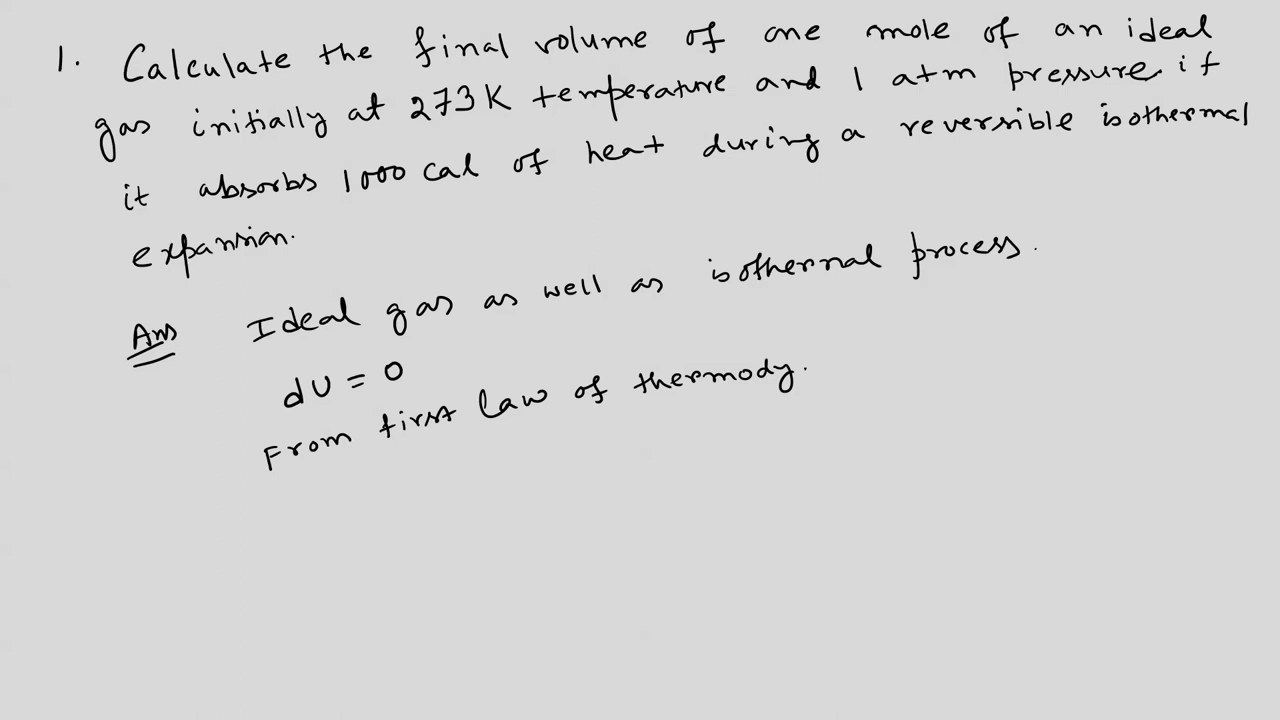 1. Calculate the final volume of one mole of an ideal
gas initially at 273K temperature and 1 atm pressure if
it absorbs 1000 cal of heat during a reversible isothermal
expansion.
Ans Ideal gas as well as isothermal process.
dU = 0
From first law of thermody.